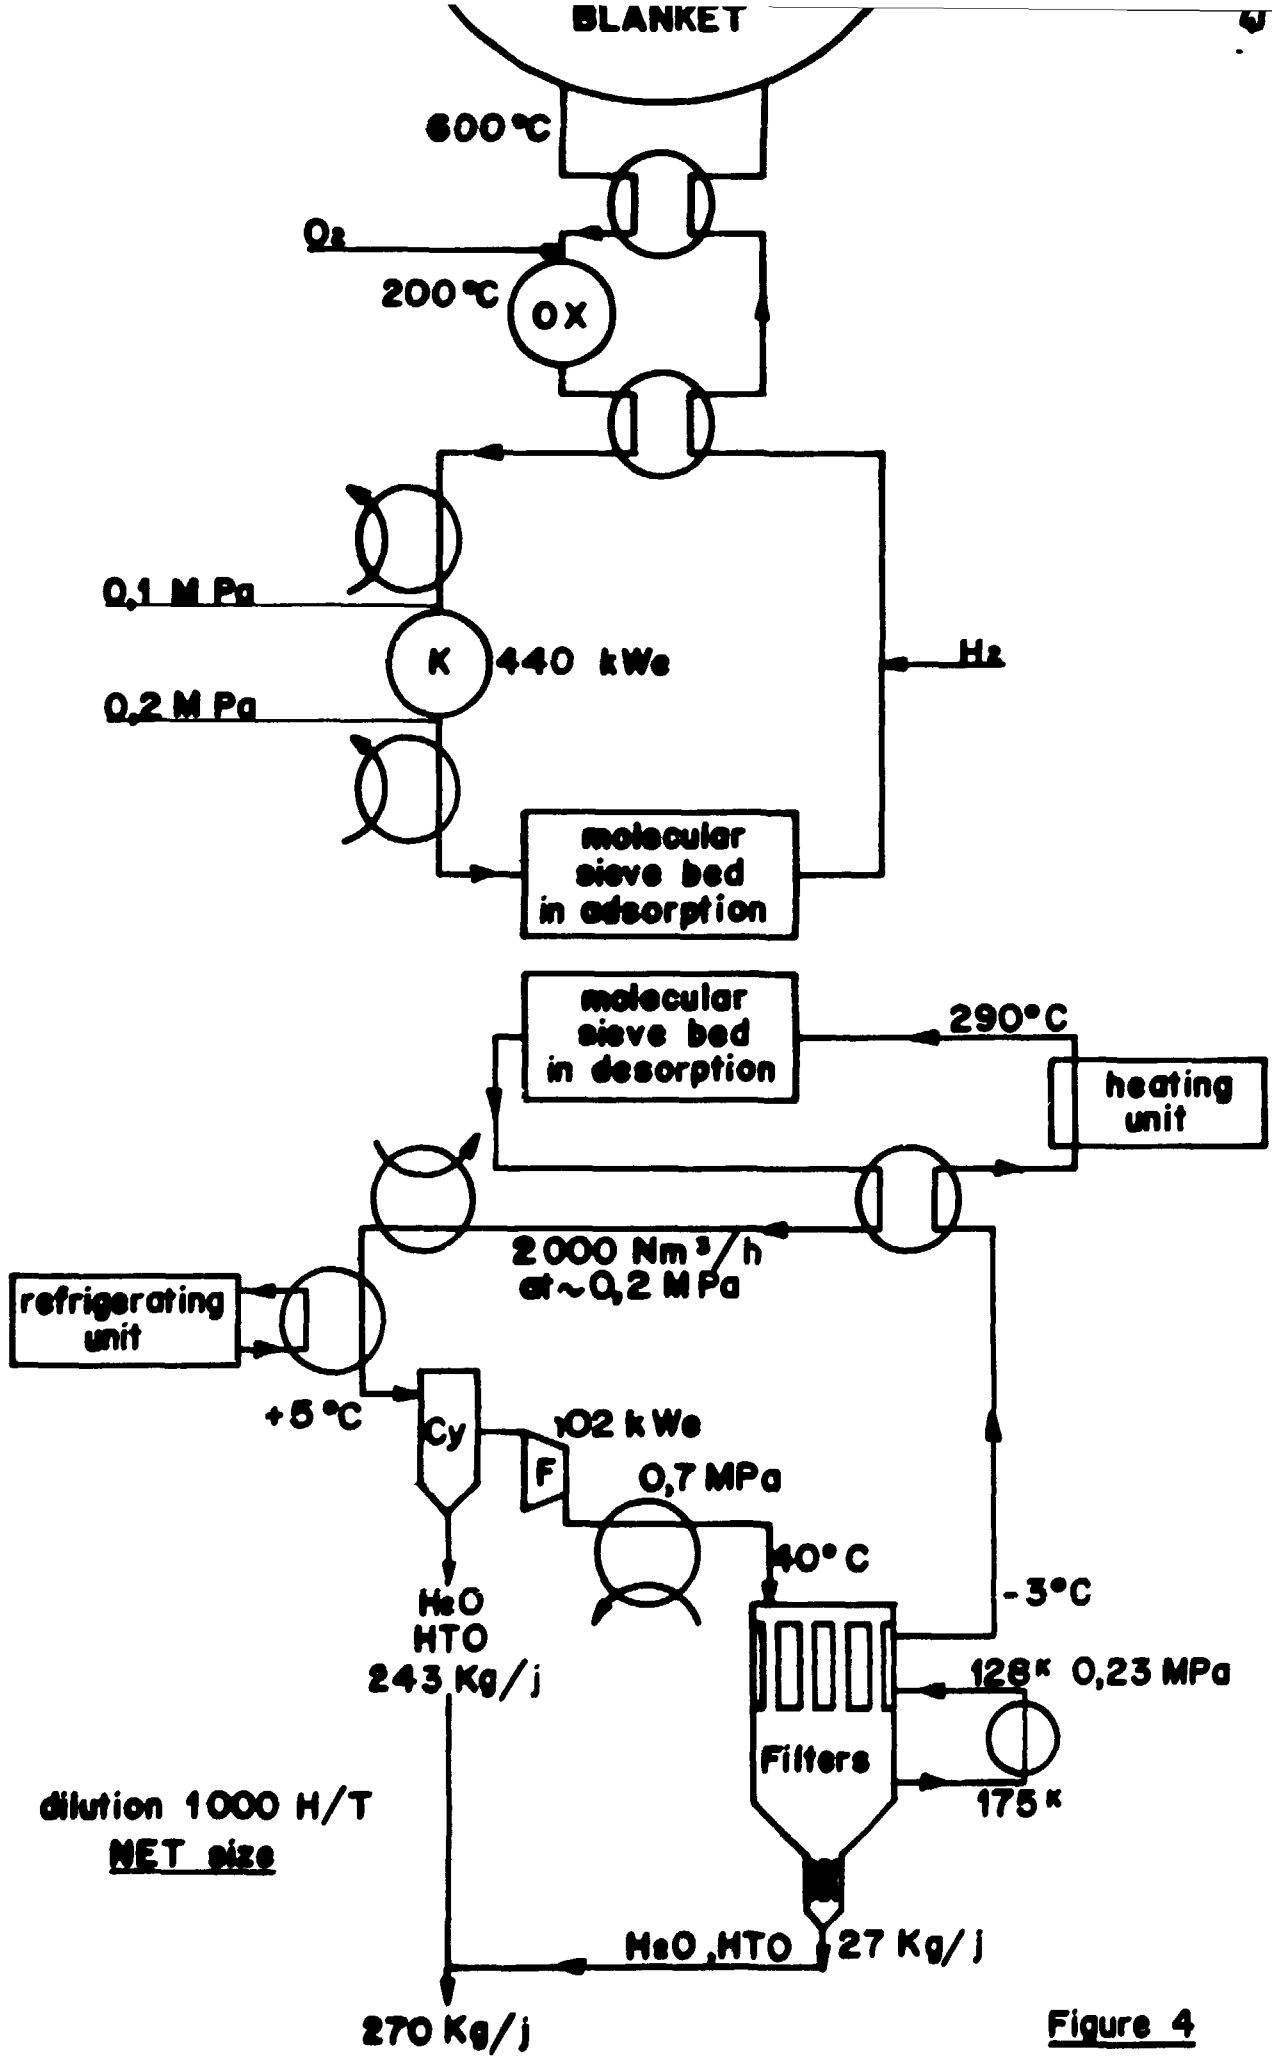 BLANKET
600°C
O₂
200°C
OX
0,1 M Pa
K
440 kWe
H₂
0,2 M Pa
molecular
sieve bed
in adsorption
molecular
sieve bed
in desorption
290°C
heating
unit
2000 Nm³/h
at ~0,2 MPa
refrigerating
unit
+5°C
Cy
102 kWe
F
0,7 MPa
40°C
H₂O
HTO
243 Kg/j
-3°C
128 K 0,23 MPa
Filters
175 K
dilution 1000 H/T
NET size
H₂O, HTO
27 Kg/j
270 Kg/j
Figure 4